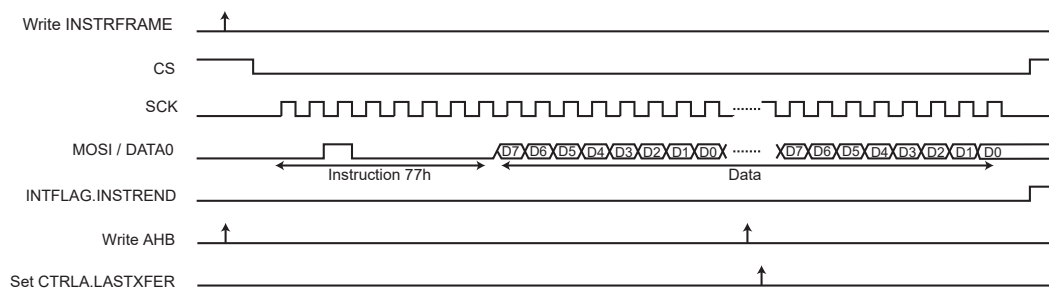 Write INSTRFRAME
CS
SCK
MOSI / DATA0
D7 D6 D5 D4 D3 D2 D1 D0 D7 D6 D5 D4 D3 D2 D1 D0
Instruction 77h Data
INTFLAG.INSTREND
Write AHB
Set CTRLA.LASTXFER